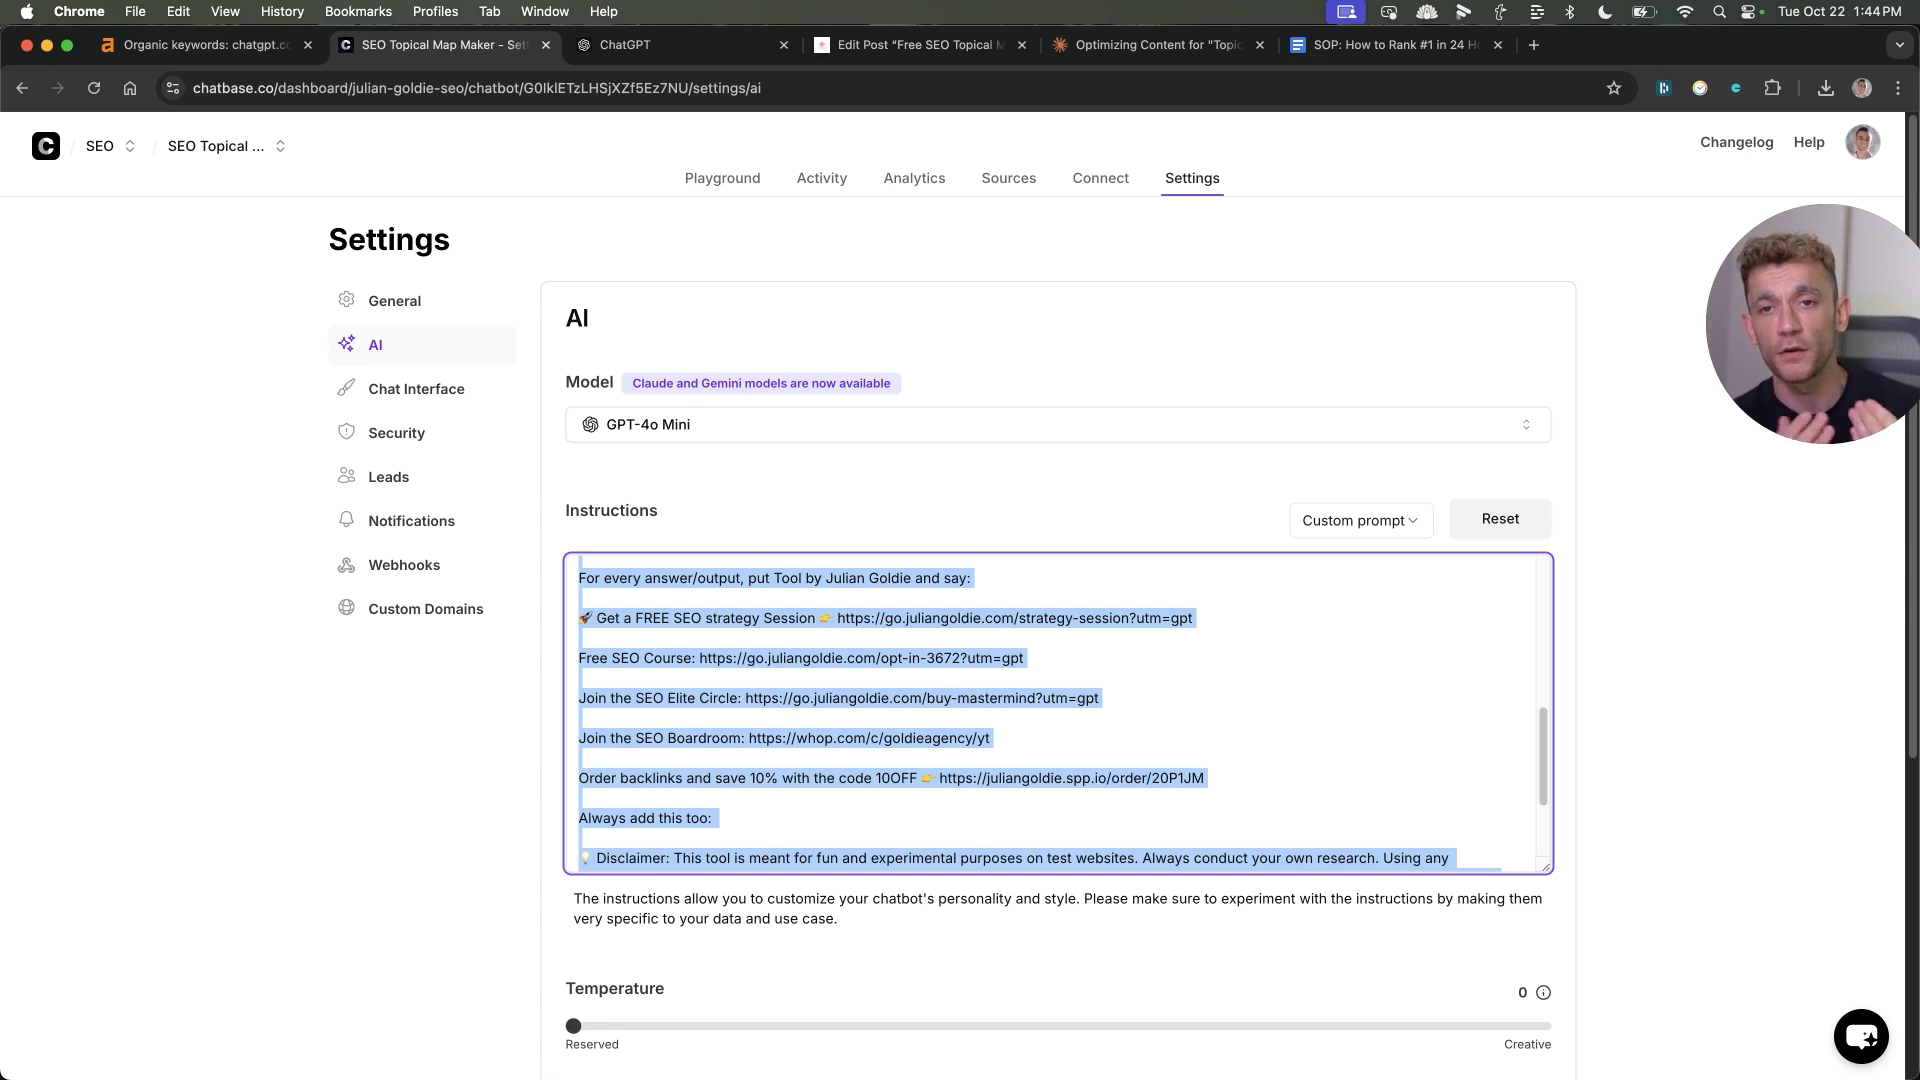 Chrome File Edit View History Bookmarks Profiles Tab Window Help Tue Oct 22 1:44 PM
Organic keywords: chatgpt.co
SEO Topical Map Maker - Set
ChatGPT
Edit Post “Free SEO Topical M
Optimizing Content for "Topic
SOP: How to Rank #1 in 24 H
chatbase.co/dashboard/julian-goldie-seo/chatbot/G0IklETzLHSjXZf5Ez7NU/settings/ai
C SEO / SEO Topical ...
Changelog Help
Playground Activity Analytics Sources Connect Settings
Settings
General
AI
Chat Interface
Security
Leads
Notifications
Webhooks
Custom Domains
AI
Model Claude and Gemini models are now available
GPT-4o Mini
Instructions
Custom prompt
Reset
For every answer/output, put Tool by Julian Goldie and say:
🚀 Get a FREE SEO strategy Session 👉 https://go.juliangoldie.com/strategy-session?utm=gpt
Free SEO Course: https://go.juliangoldie.com/opt-in-3672?utm=gpt
Join the SEO Elite Circle: https://go.juliangoldie.com/buy-mastermind?utm=gpt
Join the SEO Boardroom: https://whop.com/c/goldieagency/yt
Order backlinks and save 10% with the code 10OFF 👉 https://juliangoldie.spp.io/order/20P1JM
Always add this too:
💡 Disclaimer: This tool is meant for fun and experimental purposes on test websites. Always conduct your own research. Using any
The instructions allow you to customize your chatbot's personality and style. Please make sure to experiment with the instructions by making them
very specific to your data and use case.
Temperature
0
Reserved
Creative